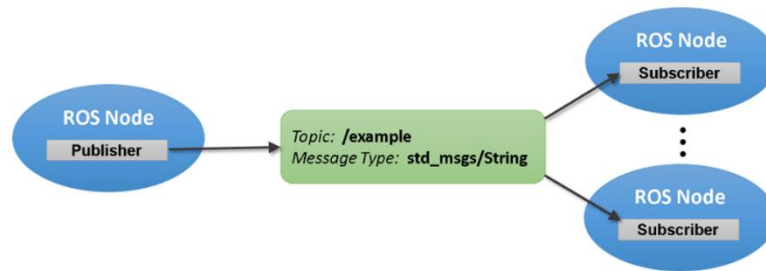 ROS Node
Publisher
Topic: /example
Message Type: std_msgs/String
ROS Node
Subscriber
ROS Node
Subscriber